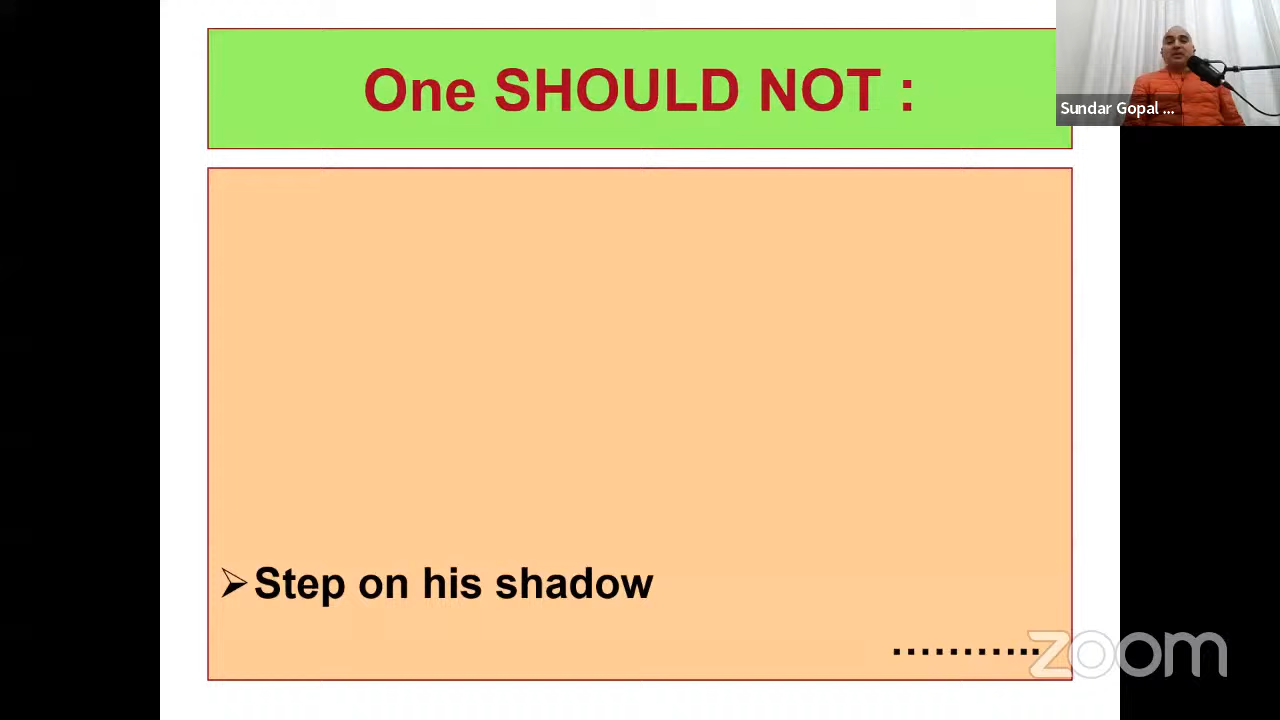 One SHOULD NOT :
Sundar Gopal ...
➢Step on his shadow
...........
zoom